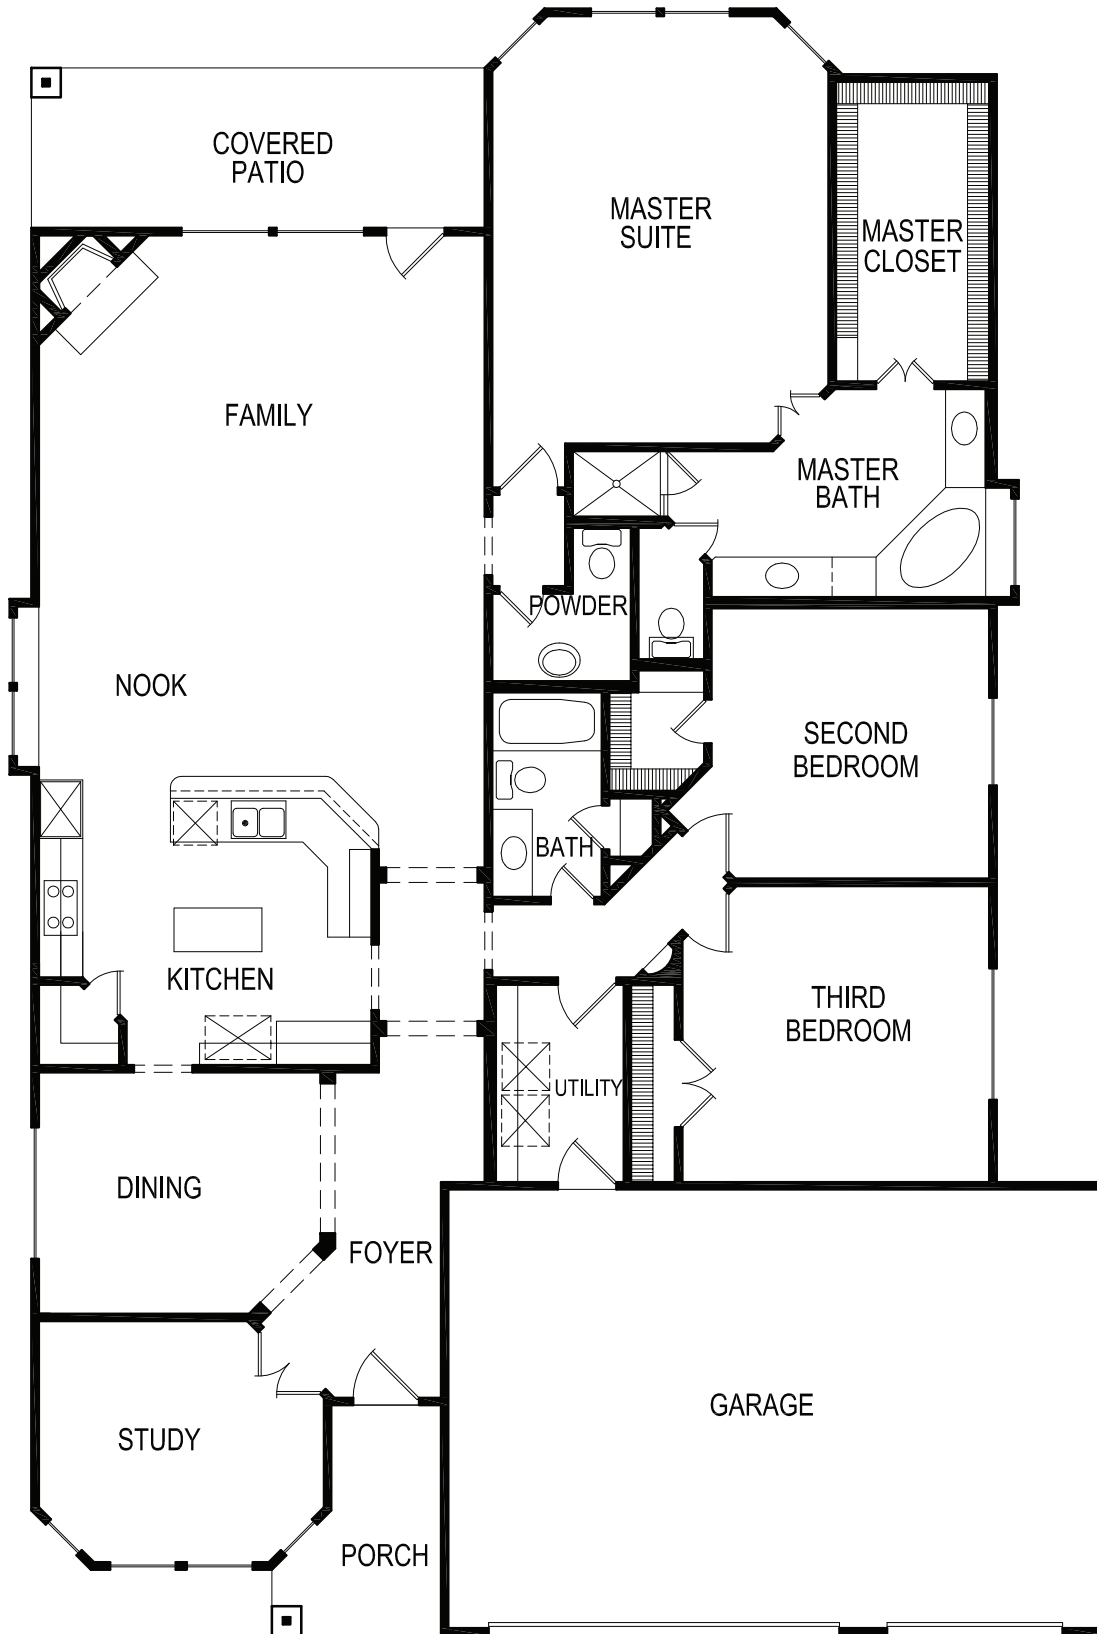 COVERED
PATIO
MASTER
SUITE
MASTER
CLOSET
FAMILY
MASTER
BATH
POWDER
NOOK
SECOND
BEDROOM
BATH
KITCHEN
THIRD
BEDROOM
UTILITY
DINING
FOYER
GARAGE
STUDY
PORCH